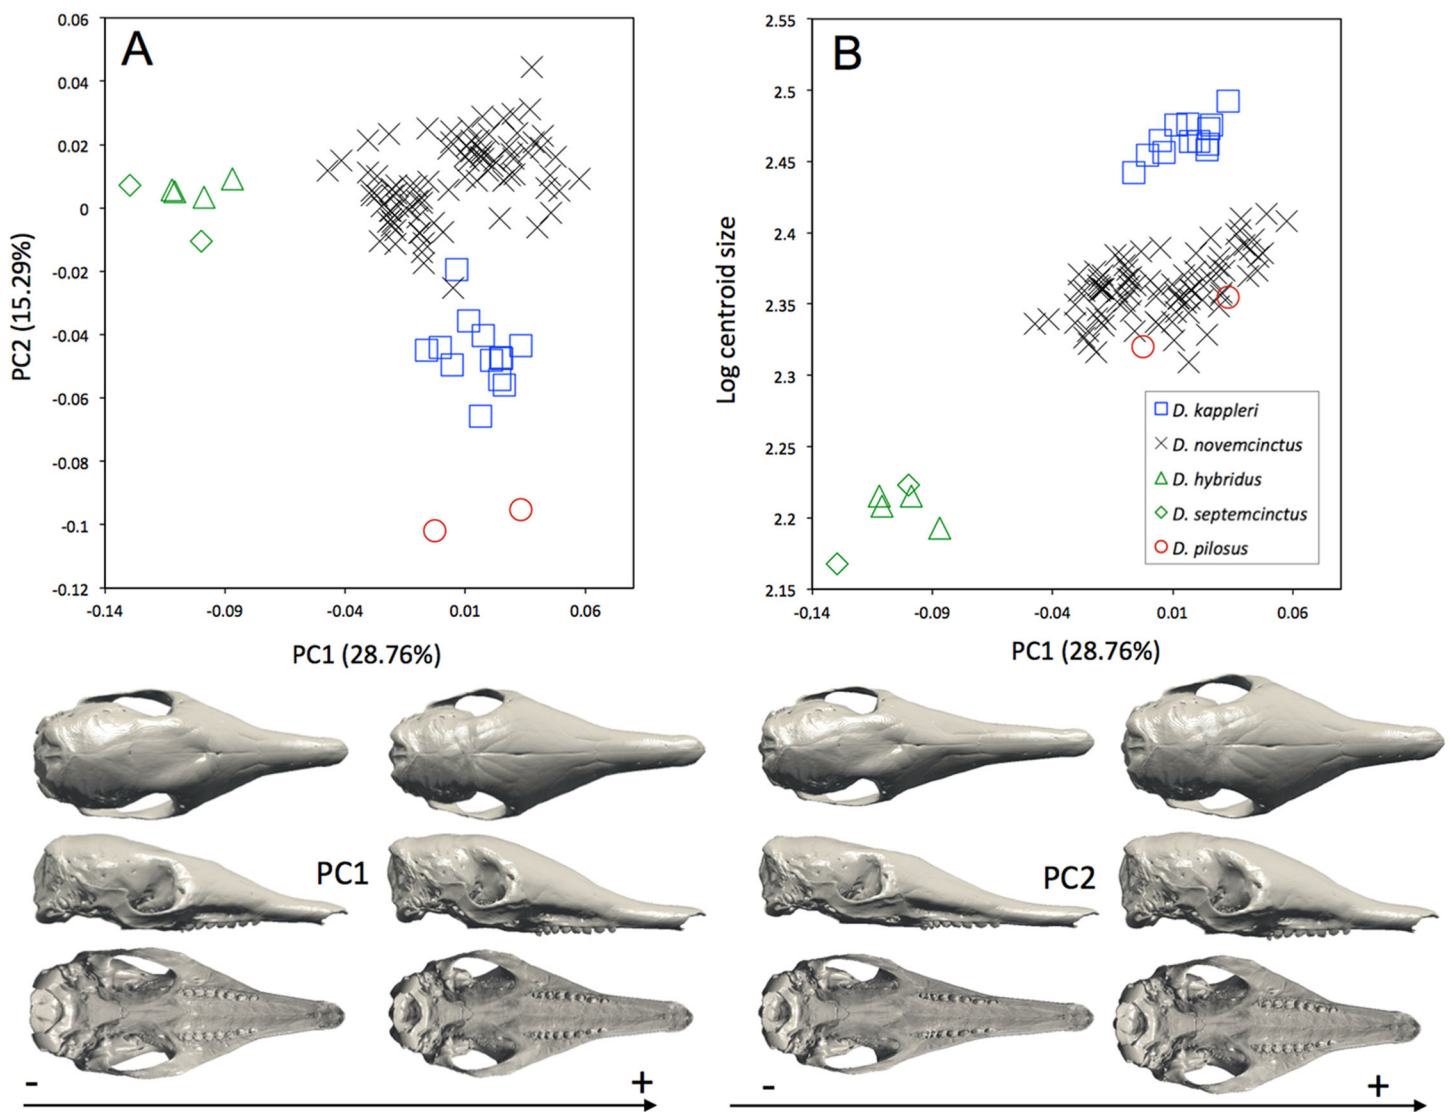 A
0.06
0.04
0.02
0
-0.02
-0.04
-0.06
-0.08
-0.1
-0.12
PC2 (15.29%)
-0.14 -0.09 -0.04 0.01 0.06
PC1 (28.76%)
B
2.55
2.5
2.45
2.4
2.35
2.3
2.25
2.2
2.15
Log centroid size
D. kappleri
D. novemcinctus
D. hybridus
D. septemcinctus
D. pilosus
-0,14 -0.09 -0.04 0.01 0.06
PC1 (28.76%)
PC1
- +
PC2
- +